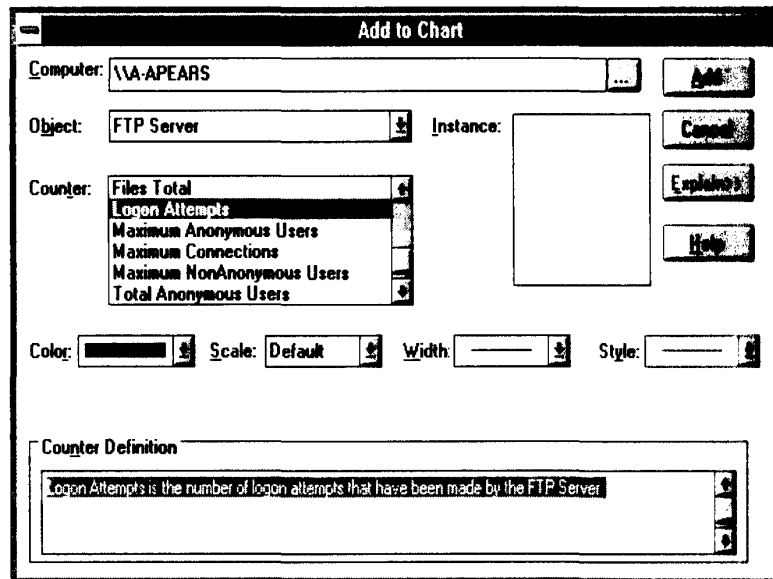 Add to Chart
Computer: \\A-APEARS ... Add
Object: FTP Server Instance: Cancel
Counter: Files Total Explain>>
Logon Attempts
Maximum Anonymous Users Help
Maximum Connections
Maximum NonAnonymous Users
Total Anonymous Users
Color: Scale: Default Width: Style:
Counter Definition
Logon Attempts is the number of logon attempts that have been made by the FTP Server